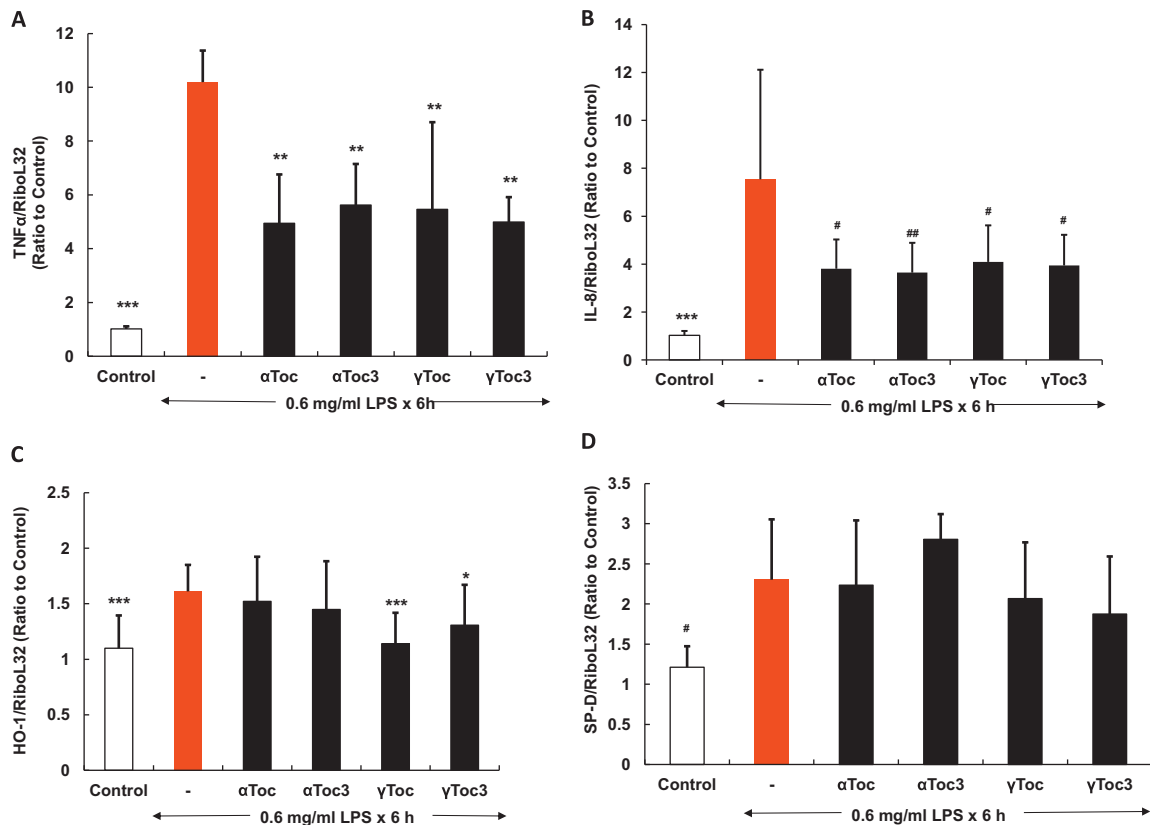 A
TNFα/RiboL32
(Ratio to Control)
12
10
8
6
4
2
0
***
**
**
**
**
Control
-
αToc
αToc3
γToc
γToc3
0.6 mg/ml LPS x 6h
B
IL-8/RiboL32 (Ratio to Control)
14
12
10
8
6
4
2
0
***
#
##
#
#
Control
-
αToc
αToc3
γToc
γToc3
0.6 mg/ml LPS x 6 h
C
HO-1/RiboL32 (Ratio to Control)
2.5
2
1.5
1
0.5
0
***
***
*
Control
-
αToc
αToc3
γToc
γToc3
0.6 mg/ml LPS x 6 h
D
SP-D/RiboL32 (Ratio to Control)
3.5
3
2.5
2
1.5
1
0.5
0
#
Control
-
αToc
αToc3
γToc
γToc3
0.6 mg/ml LPS x 6 h